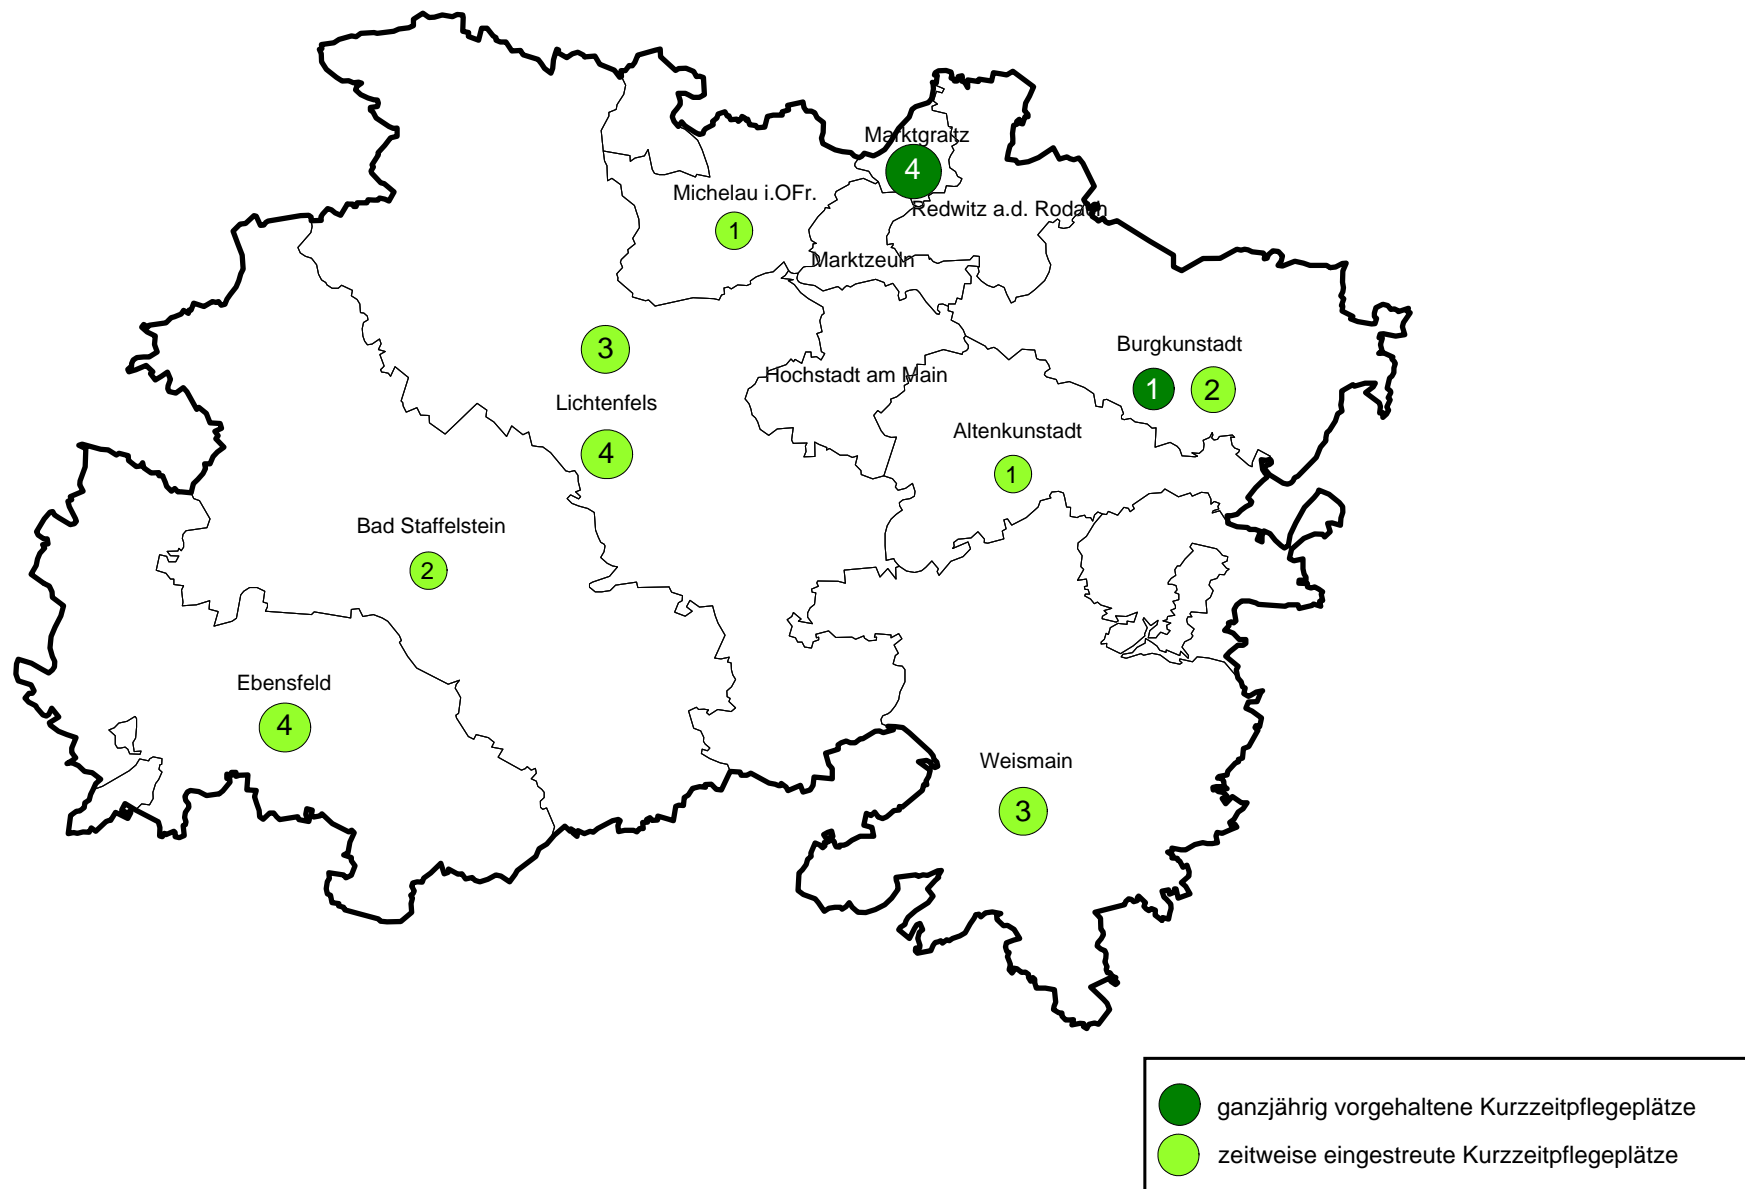 Marktgraitz
4
Michelau i.OFr.
1
Redwitz a.d. Rodach
Marktzeuln
3
Burgkunstadt
1 2
Hochstadt am Main
Lichtenfels
4
Altenkunstadt
1
Bad Staffelstein
2
Ebensfeld
4
Weismain
3
ganzjährig vorgehaltene Kurzzeitpflegeplätze
zeitweise eingestreute Kurzzeitpflegeplätze